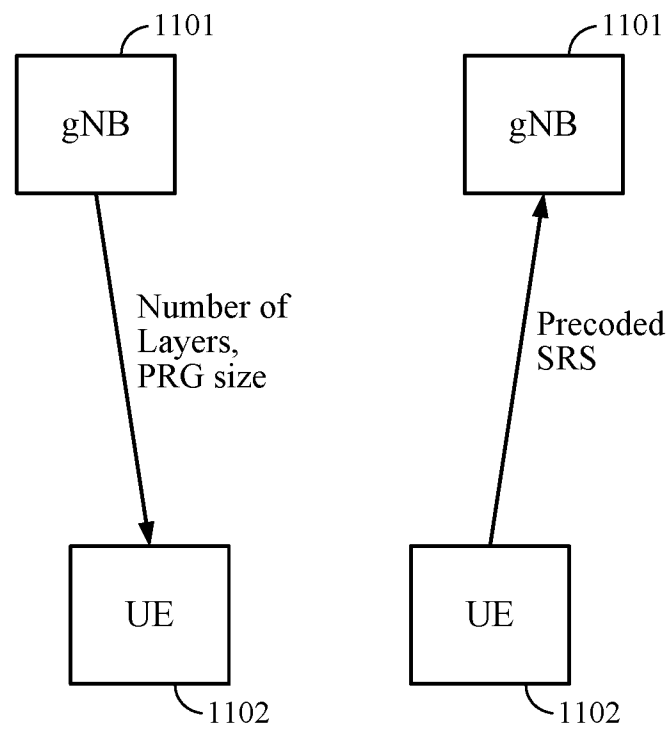 1101
gNB
Number of
Layers,
PRG size
UE
1102
1101
gNB
Precoded
SRS
UE
1102